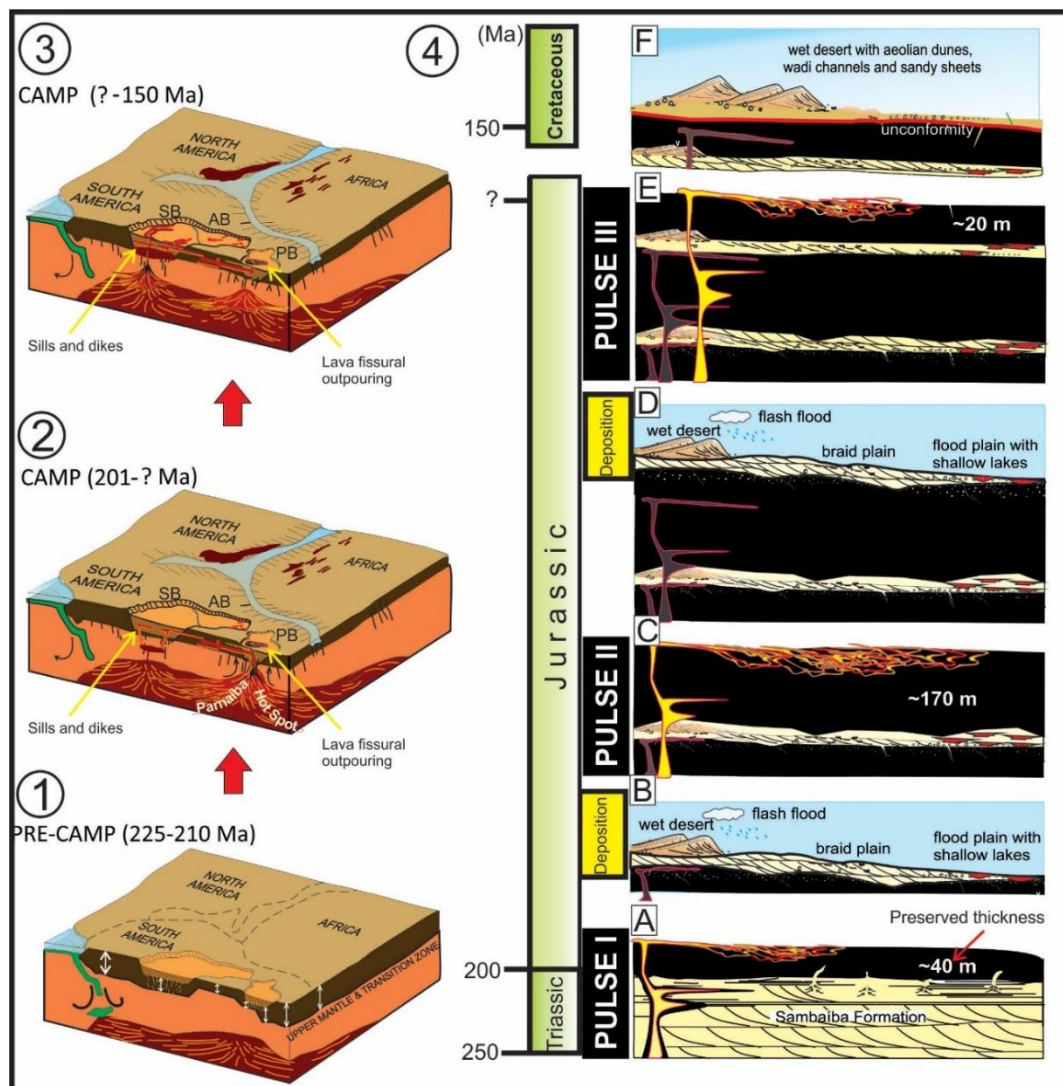 3
CAMP (? -150 Ma)
NORTH
AMERICA
SOUTH
AMERICA
AFRICA
SB
AB
PB
Sills and dikes
Lava fissural
outpouring
2
CAMP (201-? Ma)
NORTH
AMERICA
SOUTH
AMERICA
AFRICA
SB
AB
PB
Parnaiba
Hot Spot
Sills and dikes
Lava fissural
outpouring
1
PRE-CAMP (225-210 Ma)
NORTH
AMERICA
SOUTH
AMERICA
AFRICA
UPPER MANTLE & TRANSITION ZONE
4
(Ma)
150
?
200
250
Cretaceous
Jurassic
Triassic
F
wet desert with aeolian dunes,
wadi channels and sandy sheets
unconformity
v
PULSE III
E
~20 m
Deposition
D
flash flood
wet desert
braid plain
flood plain with
shallow lakes
PULSE II
C
~170 m
Deposition
B
flash flood
wet desert
braid plain
flood plain with
shallow lakes
v
PULSE I
A
Preserved thickness
~40 m
Sambaiba Formation